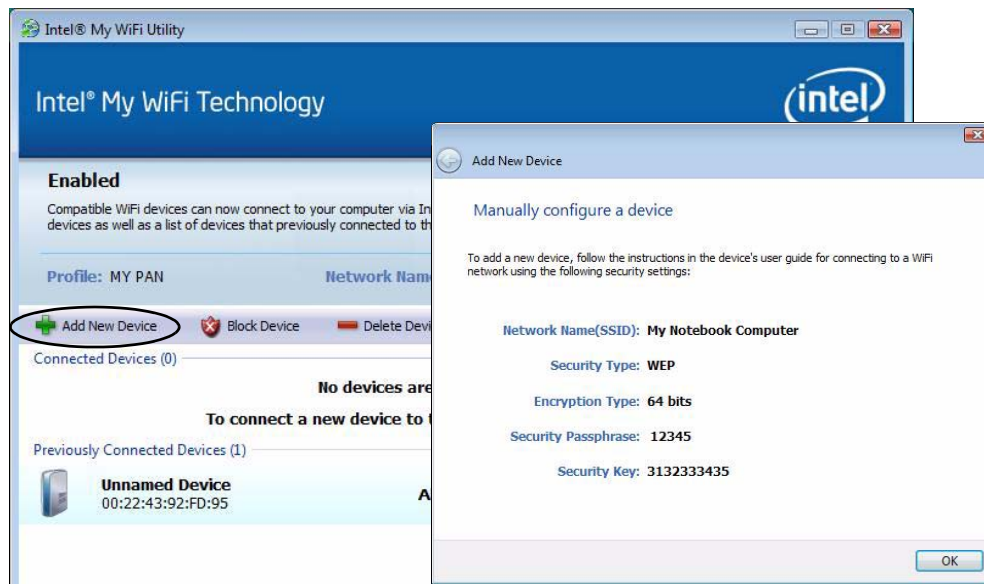 Intel® My WiFi Utility
Intel® My WiFi Technology
intel
Enabled
Compatible WiFi devices can now connect to your computer via In
devices as well as a list of devices that previously connected to th
Profile: MY PAN
Network Nam
Add New Device
Block Device
Delete Devi
Connected Devices (0)
No devices are
To connect a new device to t
Previously Connected Devices (1)
Unnamed Device
00:22:43:92:FD:95
A
Add New Device
Manually configure a device
To add a new device, follow the instructions in the device's user guide for connecting to a WiFi
network using the following security settings:
Network Name(SSID): My Notebook Computer
Security Type: WEP
Encryption Type: 64 bits
Security Passphrase: 12345
Security Key: 3132333435
OK